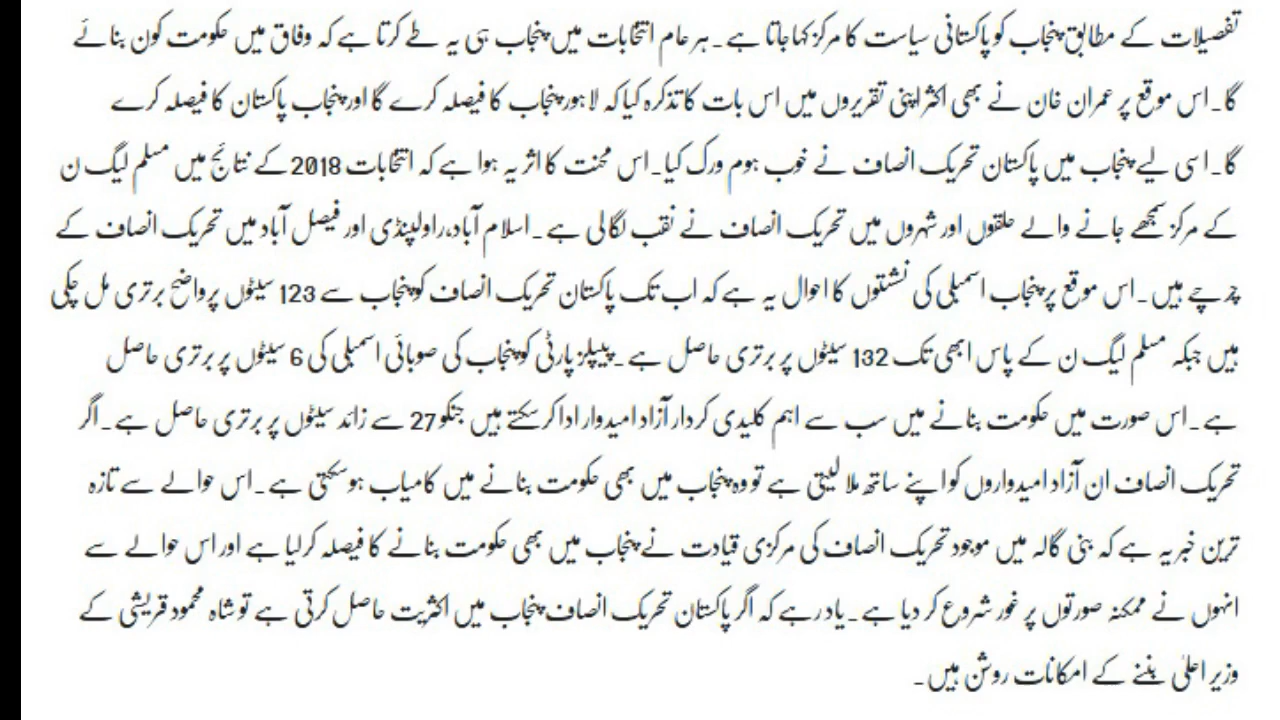 تفصیلات کے مطابق پنجاب کو پاکستانی سیاست کا مرکز کہا جاتا ہے۔ہر عام انتخابات میں پنجاب ہی یہ طے کرتا ہے کہ وفاق میں حکومت کون بنائے
گا۔اس موقع پر عمران خان نے بھی اکثر اپنی تقریروں میں اس بات کا تذکرہ کیا کہ لاہور پنجاب کا فیصلہ کرے گا اور پنجاب پاکستان کا فیصلہ کرے
گا۔اسی لیے پنجاب میں پاکستان تحریک انصاف نے خوب ہوم ورک کیا۔اس محنت کا اثر یہ ہوا ہے کہ انتخابات 2018 کے نتائج میں مسلم لیگ ن
کے مرکز سمجھے جانے والے حلقوں اور شہروں میں تحریک انصاف نے نقب لگا لی ہے۔اسلام آباد،راولپنڈی اور فیصل آباد میں تحریک انصاف کے
چرچے ہیں۔اس موقع پر پنجاب اسمبلی کی نشستوں کا احوال یہ ہے کہ اب تک پاکستان تحریک انصاف کو پنجاب سے 123 سیٹوں پر واضح برتری مل چکی
ہیں جبکہ مسلم لیگ ن کے پاس ابھی تک 132 سیٹوں پر برتری حاصل ہے۔پیپلز پارٹی کو پنجاب کی صوبائی اسمبلی کی 6 سیٹوں پر برتری حاصل
ہے۔اس صورت میں حکومت بنانے میں سب سے اہم کلیدی کردار آزاد امیدوار ادا کرسکتے ہیں جنکو 27 سے زائد سیٹوں پر برتری حاصل ہے۔اگر
تحریک انصاف ان آزاد امیدواروں کو اپنے ساتھ ملا لیتی ہے تو وہ پنجاب میں بھی حکومت بنانے میں کامیاب ہوسکتی ہے۔اس حوالے سے تازہ
ترین خبر یہ ہے کہ بنی گالہ میں موجود تحریک انصاف کی مرکزی قیادت نے پنجاب میں بھی حکومت بنانے کا فیصلہ کرلیا ہے اور اس حوالے سے
انہوں نے ممکنہ صورتوں پر غور شروع کر دیا ہے۔یاد رہے کہ اگر پاکستان تحریک انصاف پنجاب میں اکثریت حاصل کرتی ہے تو شاہ محمود قریشی کے
وزیر اعلیٰ بننے کے امکانات روشن ہیں۔